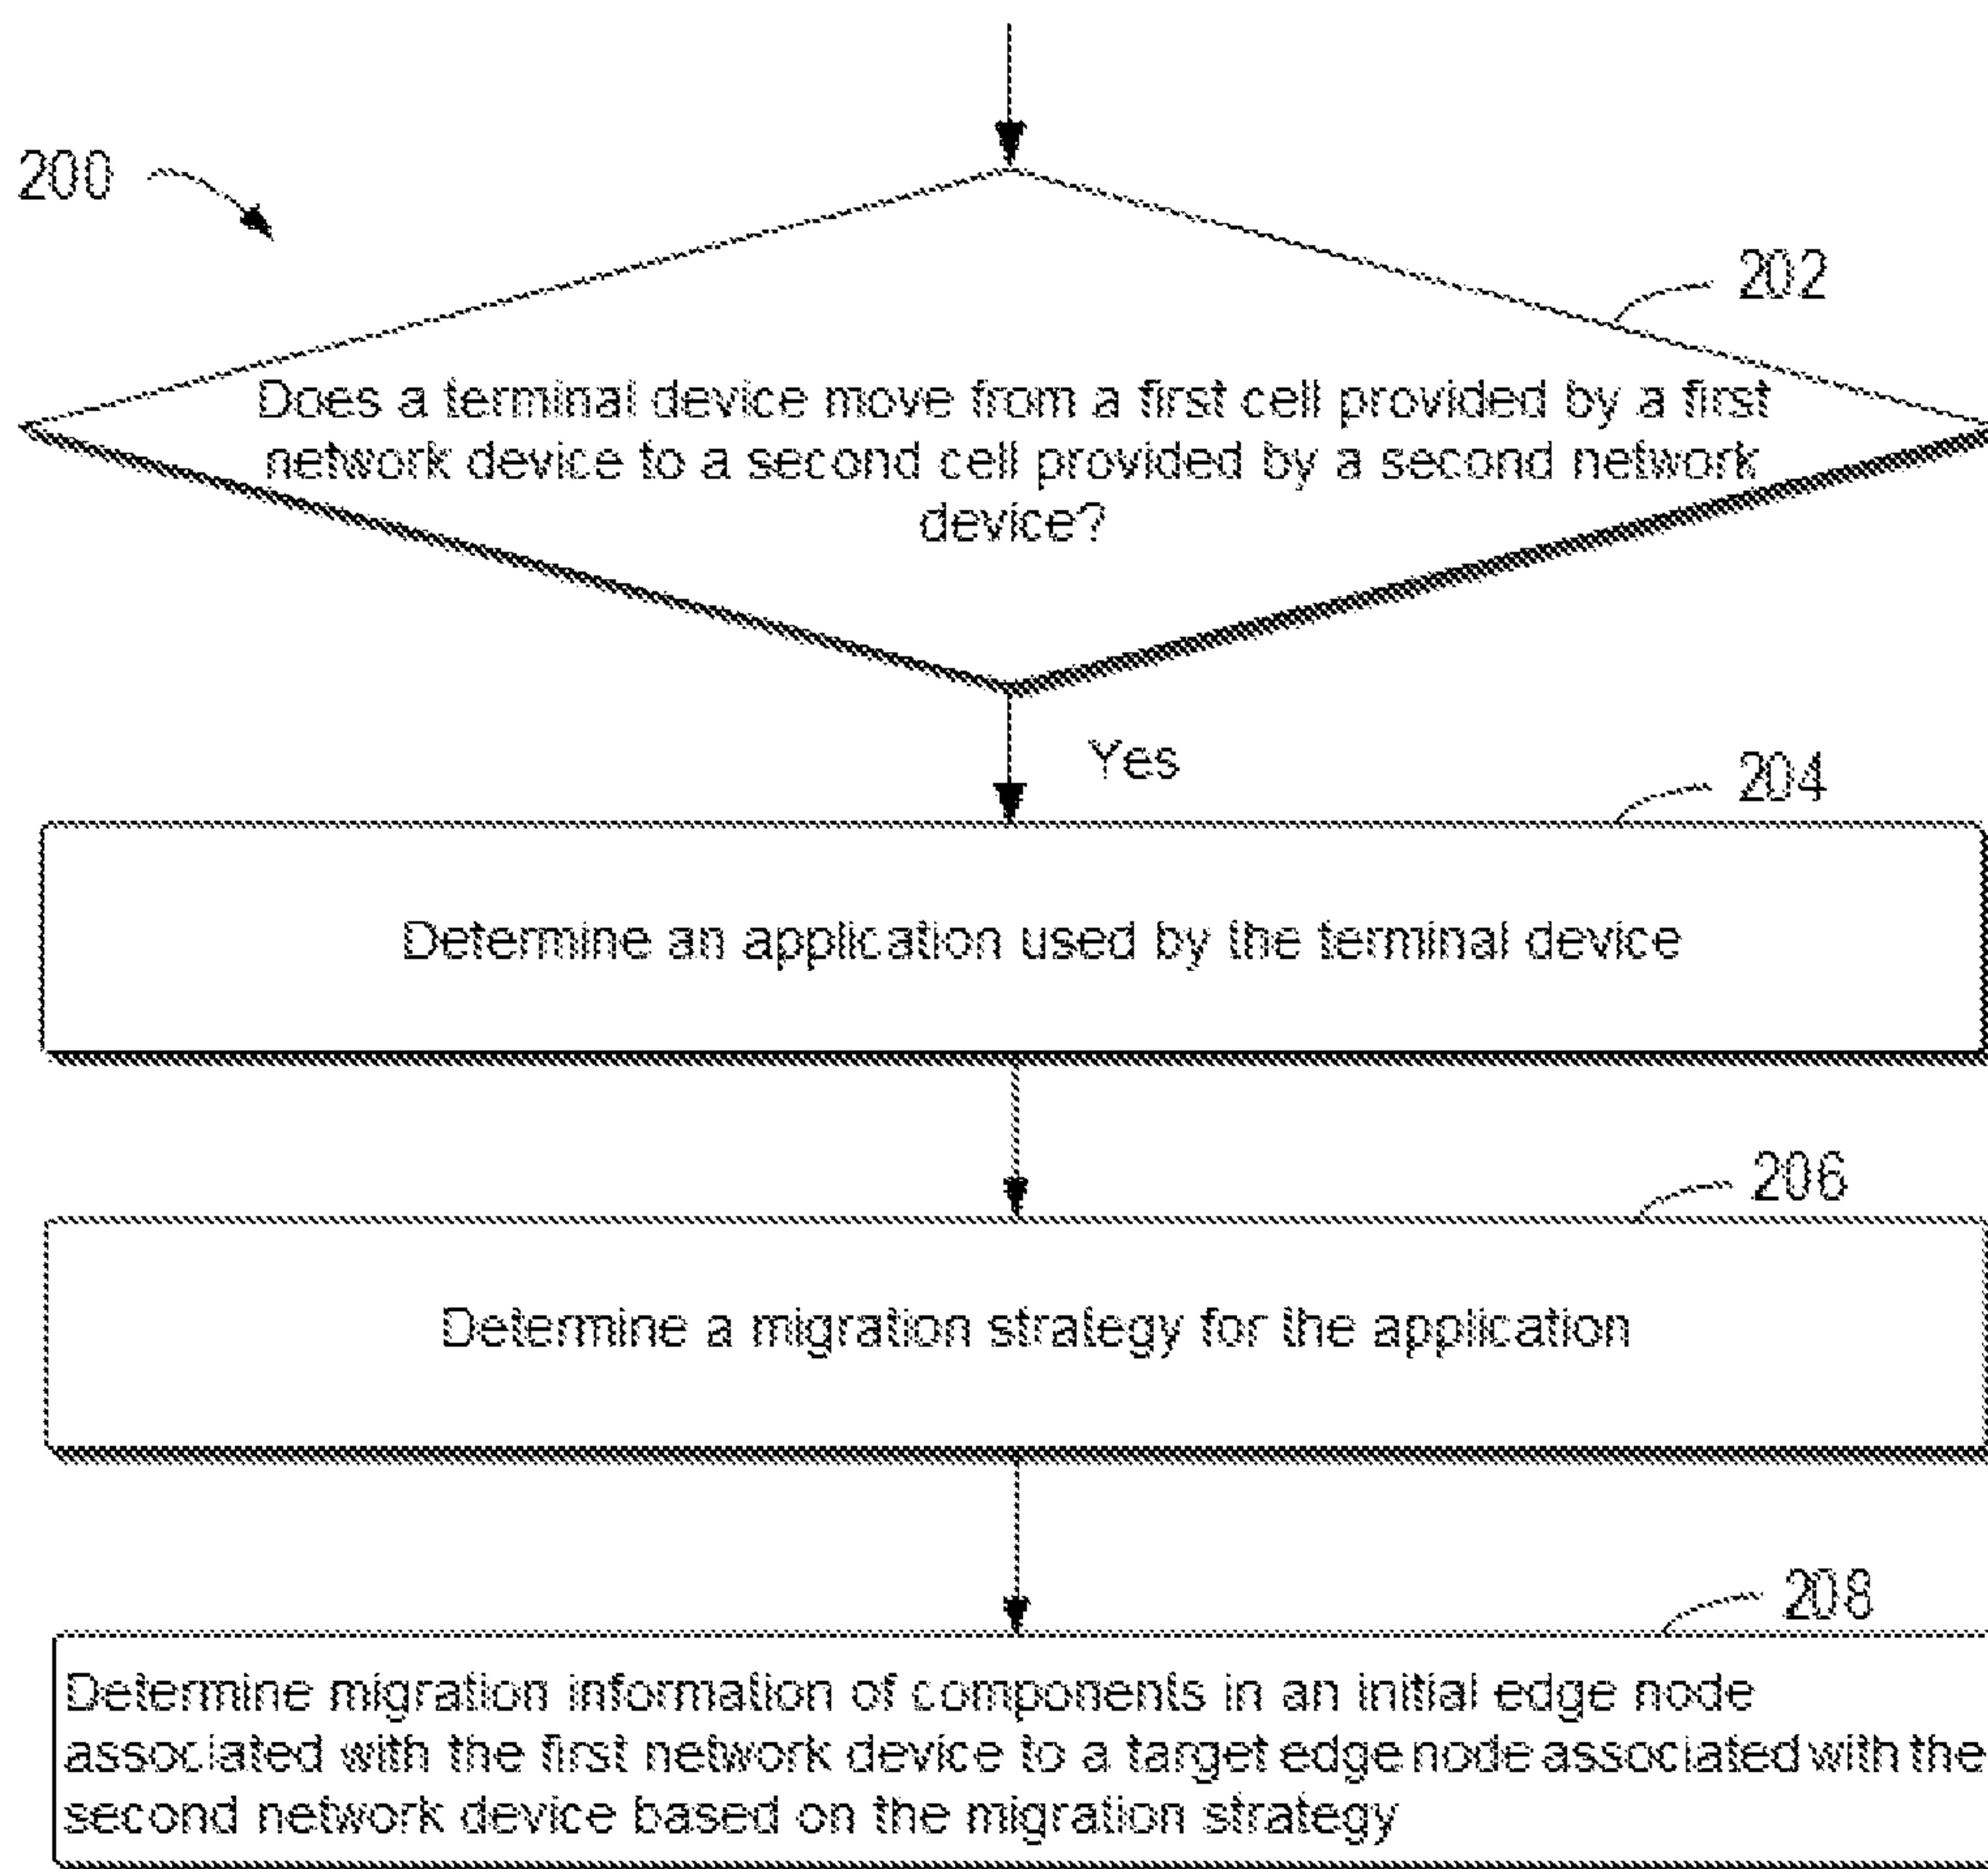 200
202
Does a terminal device move from a first cell provided by a first
network device to a second cell provided by a second network
device?
Yes
204
Determine an application used by the terminal device
206
Determine a migration strategy for the application
208
Determine migration information of components in an initial edge node
associated with the first network device to a target edge node associated with the
second network device based on the migration strategy